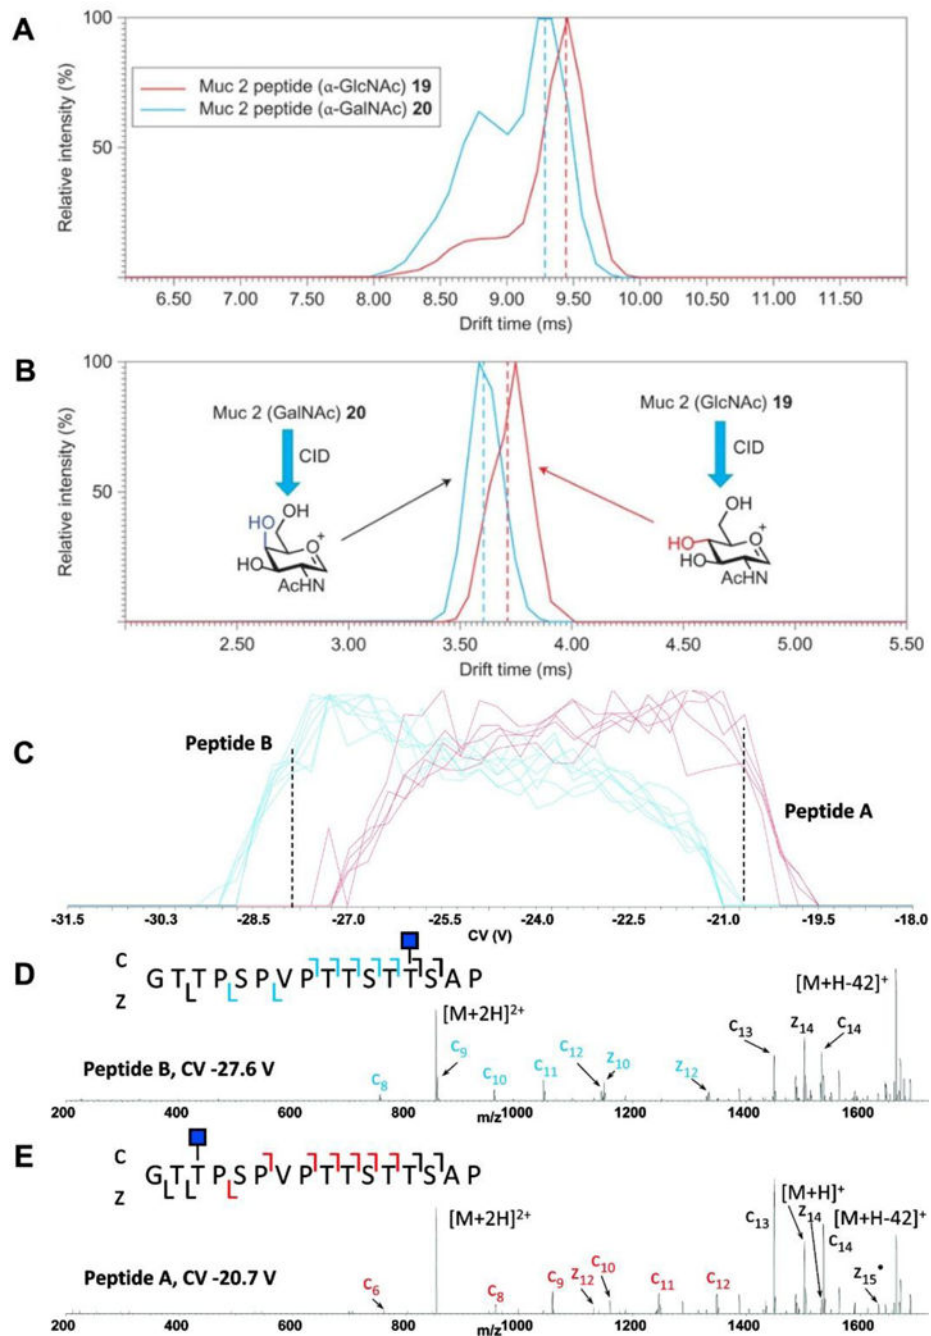 A
100
50
Relative intensity (%)
Muc 2 peptide (α-GlcNAc) 19
Muc 2 peptide (α-GalNAc) 20
6.50 7.00 7.50 8.00 8.50 9.00 9.50 10.00 10.50 11.00 11.50
Drift time (ms)
B
100
50
Relative intensity (%)
Muc 2 (GalNAc) 20
CID
OH
HO
HO
AcHN
O
+
Muc 2 (GlcNAc) 19
CID
OH
HO
HO
AcHN
O
+
2.50 3.00 3.50 4.00 4.50 5.00 5.50
Drift time (ms)
C
Peptide B
Peptide A
-31.5 -30.3 -28.5 -27.0 -25.5 -24.0 -22.5 -21.0 -19.5 -18.0
CV (V)
D
C
GTTPSPVPTTSTTSAP
Z
Peptide B, CV -27.6 V
[M+2H]2+
[M+H-42]+
C8
C9
C10
C11
C12
Z10
Z12
C13
Z14
C14
200 400 600 800 1000 1200 1400 1600
m/z
E
C
GTTPSPVPTTSTTSAP
Z
Peptide A, CV -20.7 V
[M+2H]2+
[M+H]+
[M+H-42]+
C6
C8
C9
Z12
C10
C11
C12
C13
Z14
C14
Z15•
200 400 600 800 1000 1200 1400 1600
m/z